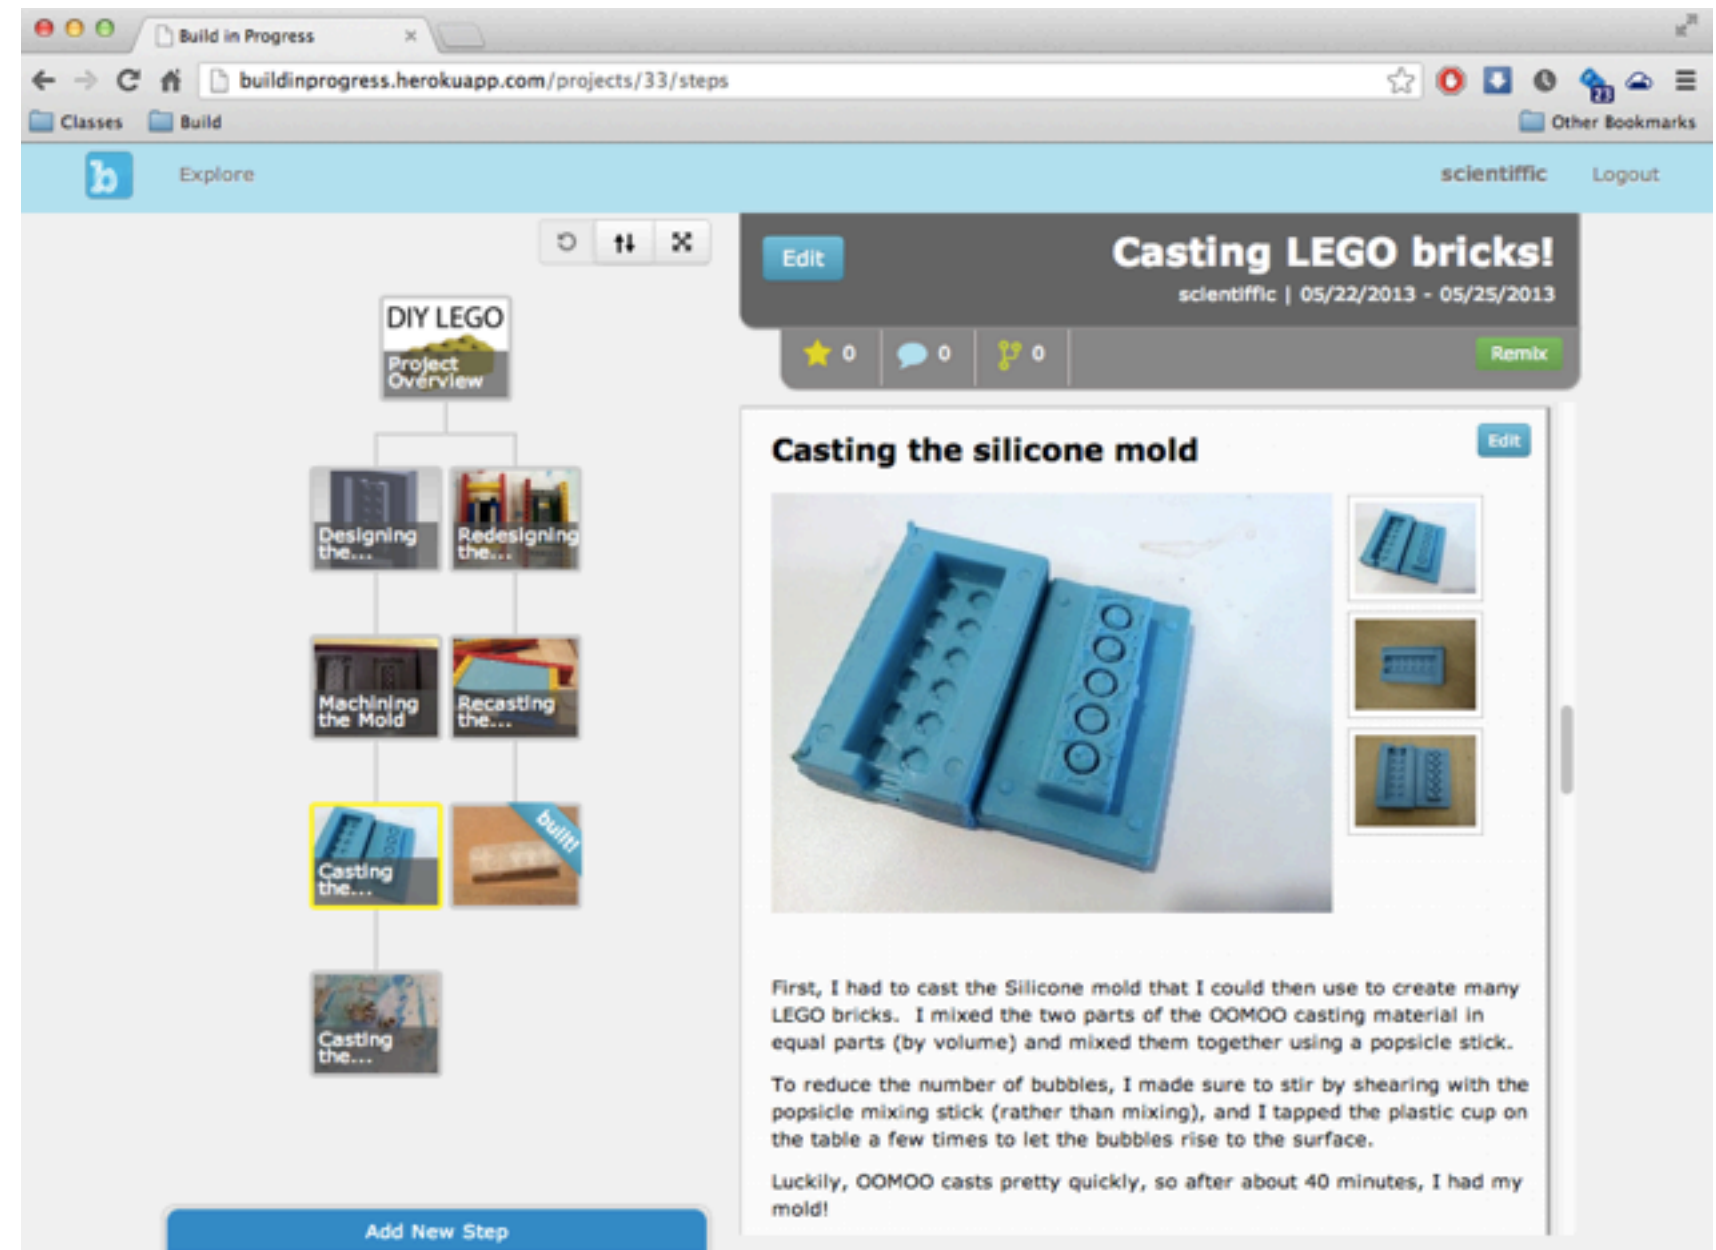 Build in Progress
buildinprogress.herokuapp.com/projects/33/steps
23
Classes
Build
Other Bookmarks
b
Explore
scientiffic
Logout
DIY LEGO
Project
Overview
Designing
the...
Redesigning
the...
Machining
the Mold
Recasting
the...
Casting
the...
built!
Casting
the...
Add New Step
Edit
Casting LEGO bricks!
scientiffic | 05/22/2013 - 05/25/2013
0
0
0
Remix
Casting the silicone mold
Edit
First, I had to cast the Silicone mold that I could then use to create many
LEGO bricks. I mixed the two parts of the OOMOO casting material in
equal parts (by volume) and mixed them together using a popsicle stick.
To reduce the number of bubbles, I made sure to stir by shearing with the
popsicle mixing stick (rather than mixing), and I tapped the plastic cup on
the table a few times to let the bubbles rise to the surface.
Luckily, OOMOO casts pretty quickly, so after about 40 minutes, I had my
mold!